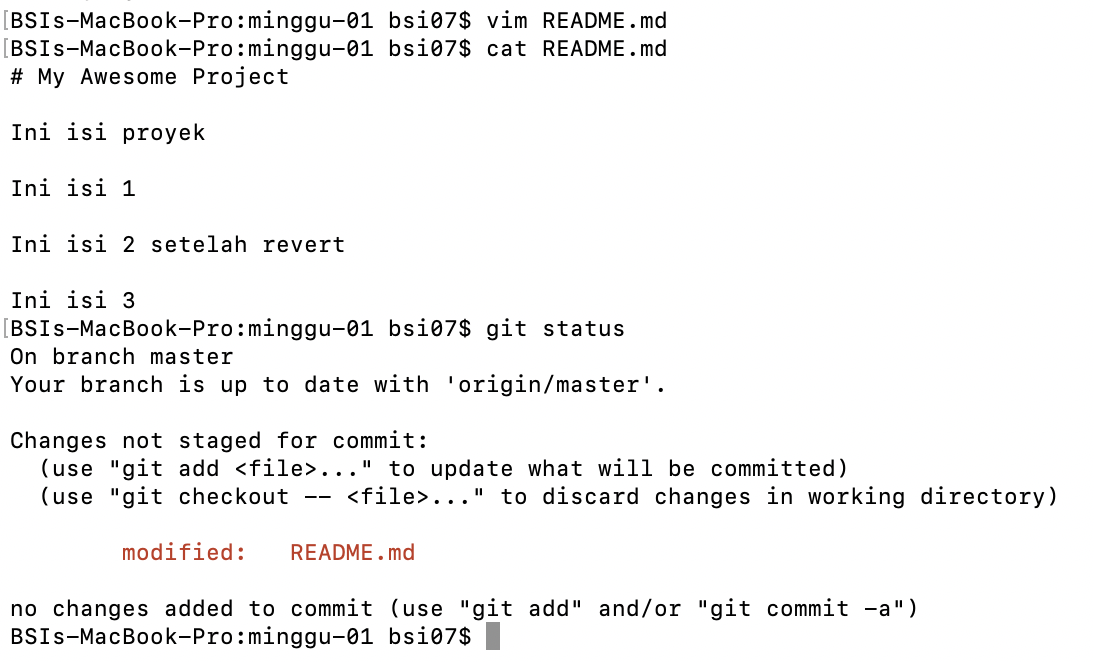 [BSIs-MacBook-Pro:minggu-01 bsi07$ vim README.md
[BSIs-MacBook-Pro:minggu-01 bsi07$ cat README.md
# My Awesome Project
Ini isi proyek
Ini isi 1
Ini isi 2 setelah revert
Ini isi 3
[BSIs-MacBook-Pro:minggu-01 bsi07$ git status
On branch master
Your branch is up to date with 'origin/master'.
Changes not staged for commit:
  (use "git add <file>..." to update what will be committed)
  (use "git checkout -- <file>..." to discard changes in working directory)
        modified:   README.md
no changes added to commit (use "git add" and/or "git commit -a")
BSIs-MacBook-Pro:minggu-01 bsi07$